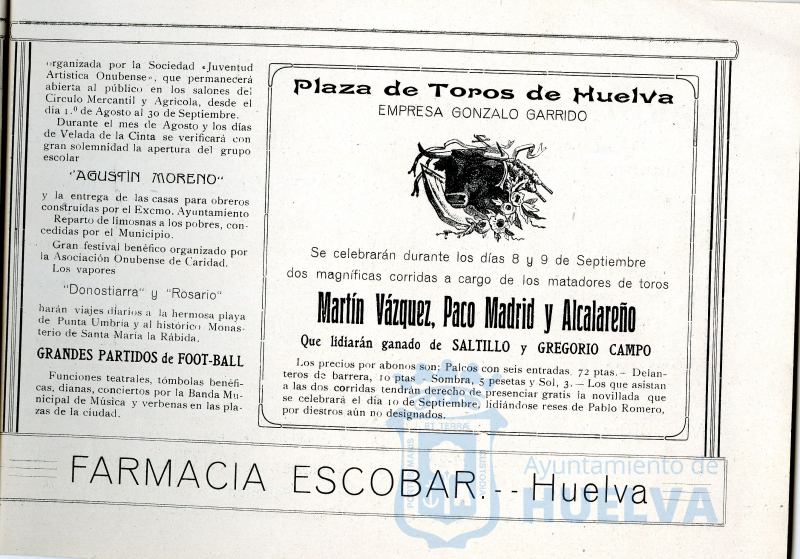 organizada por la Sociedad «Juventud
Artística Onubense», que permanecerá
abierta al público en los salones del
Círculo Mercantil y Agrícola, desde el
día 1.º de Agosto al 30 de Septiembre.
Durante el mes de Agosto y los días
de Velada de la Cinta se verificará con
gran solemnidad la apertura del grupo
escolar
"AGUSTÍN MORENO"
y la entrega de las casas para obreros
construídas por el Excmo. Ayuntamiento
Reparto de limosnas a los pobres, con-
cedidas por el Municipio.
Gran festival benéfico organizado por
la Asociación Onubense de Caridad.
Los vapores
"Donostiarra" y "Rosario"
harán viajes diarios a la hermosa playa
de Punta Umbría y al histórico Monas-
terio de Santa María la Rábida.
GRANDES PARTIDOS de FOOT-BALL
Funciones teatrales, tómbolas benéfi-
cas, dianas, conciertos por la Banda Mu-
nicipal de Música y verbenas en las pla-
zas de la ciudad.
Plaza de Toros de Huelva
EMPRESA GONZALO GARRIDO
Se celebrarán durante los días 8 y 9 de Septiembre
dos magníficas corridas a cargo de los matadores de toros
Martín Vázquez, Paco Madrid y Alcalareño
Que lidiarán ganado de SALTILLO y GREGORIO CAMPO
Los precios por abonos son: Palcos con seis entradas, 72 ptas.- Delan-
teros de barrera, 10 ptas.- Sombra, 5 pesetas y Sol, 3.- Los que asistan
a las dos corridas tendrán derecho de presenciar gratis la novillada que
se celebrará el día 10 de Septiembre, lidiándose reses de Pablo Romero,
por diestros aún no designados.
FARMACIA ESCOBAR.-- Huelva
Ayuntamiento de
HUELVA